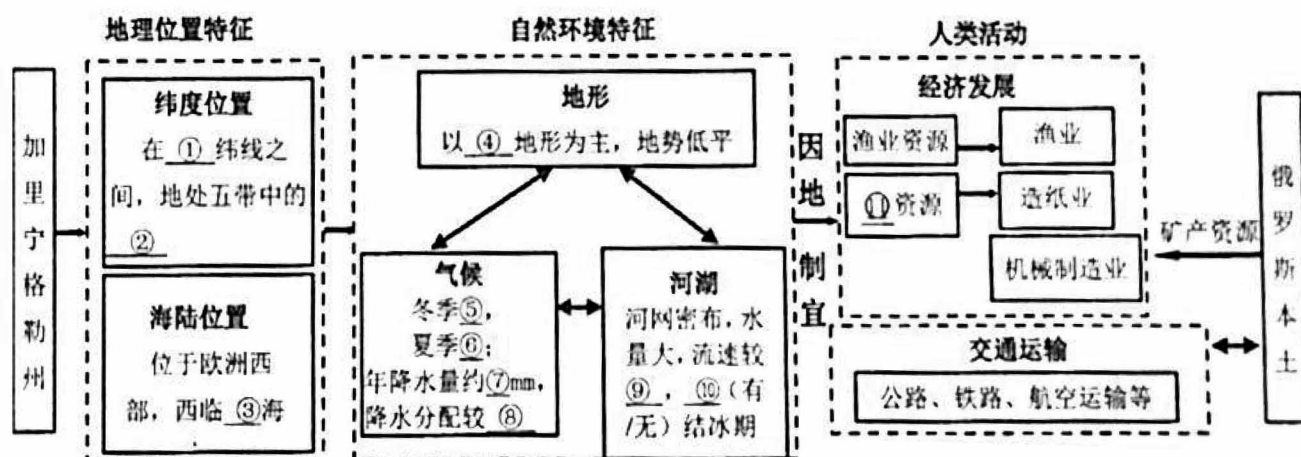 地理位置特征
自然环境特征
人类活动
加里宁格勒州
纬度位置
在①纬线之
间，地处五带中的
②
海陆位置
位于欧洲西
部，西临③海
地形
以④地形为主，地势低平
气候
冬季⑤，
夏季⑥；
年降水量约⑦mm，
降水分配较⑧
河湖
河网密布，水
量大，流速较
⑨，⑩（有
/无）结冰期
因地制宜
经济发展
渔业资源
渔业
⑪资源
造纸业
机械制造业
交通运输
公路、铁路、航空运输等
矿产资源
俄罗斯本土